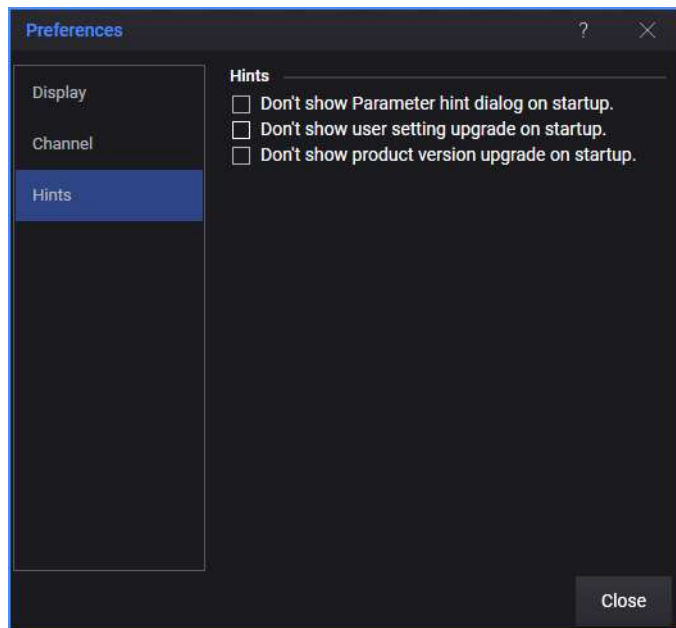 Preferences
?
Display
Channel
Hints
Hints
Don't show Parameter hint dialog on startup.
Don't show user setting upgrade on startup.
Don't show product version upgrade on startup.
Close